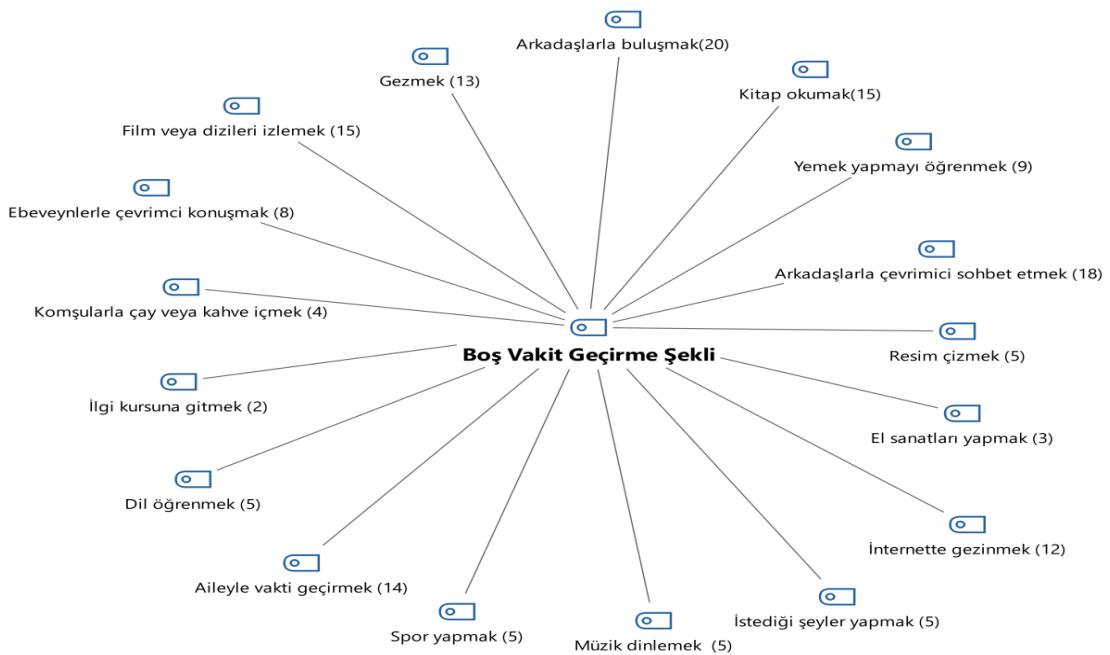 Arkadaşlarla buluşmak(20)
Gezmek (13)
Kitap okumak(15)
Film veya dizileri izlemek (15)
Yemek yapmayı öğrenmek (9)
Ebeveynlerle çevrimci konuşmak (8)
Arkadaşlarla çevrimici sohbet etmek (18)
Komşularla çay veya kahve içmek (4)
Boş Vakit Geçirme Şekli
Resim çizmek (5)
İlgi kursuna gitmek (2)
El sanatları yapmak (3)
Dil öğrenmek (5)
İnternette gezinmek (12)
Aileyle vakti geçirmek (14)
Spor yapmak (5)
Müzik dinlemek (5)
İstediği şeyler yapmak (5)